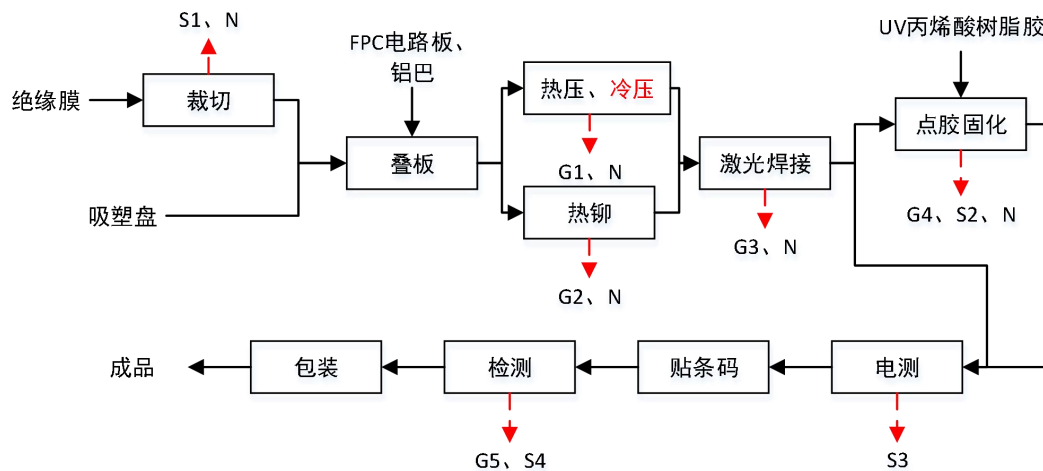 S1、N
FPC电路板、
铝巴
UV丙烯酸树脂胶
绝缘膜
裁切
热压、冷压
点胶固化
叠板
激光焊接
G1、N
吸塑盘
热铆
G4、S2、N
G3、N
G2、N
成品
包装
检测
贴条码
电测
G5、S4
S3